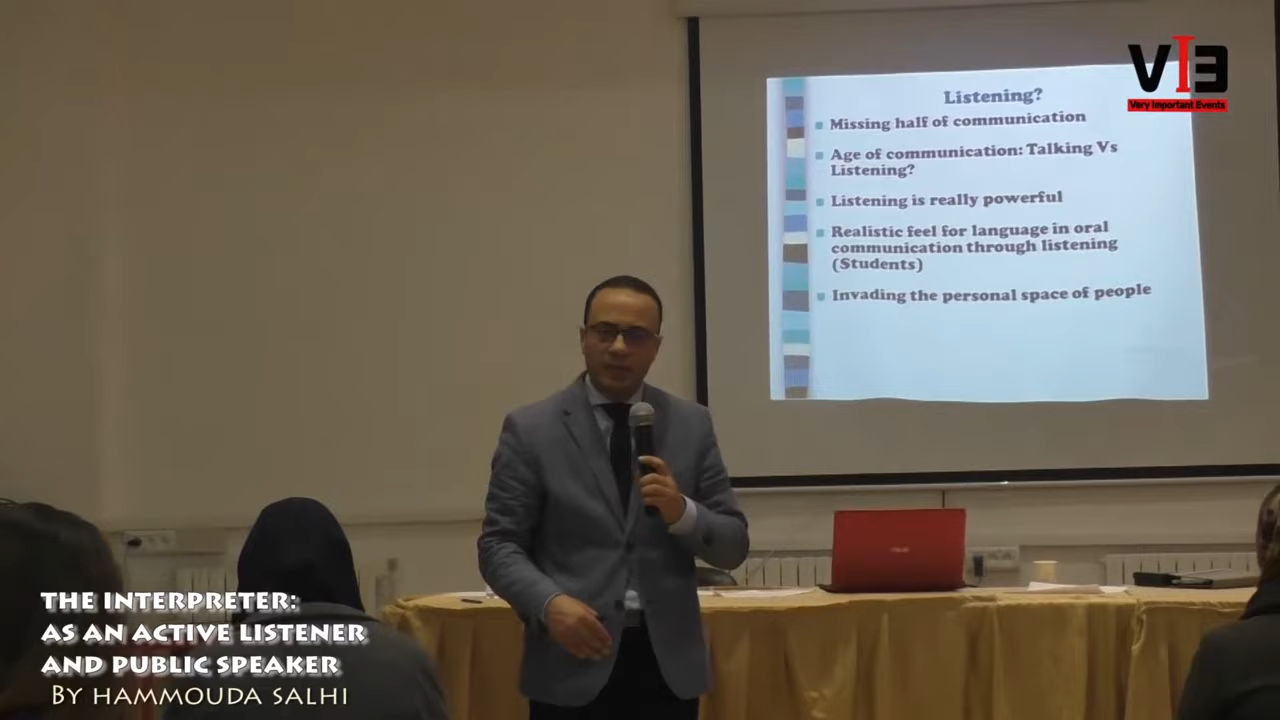 VIE
Very Important Events
Listening?
Missing half of communication
Age of communication: Talking Vs
Listening?
Listening is really powerful
Realistic feel for language in oral
communication through listening
(Students)
Invading the personal space of people
THE INTERPRETER:
AS AN ACTIVE LISTENER
AND PUBLIC SPEAKER
BY HAMMOUDA SALHI